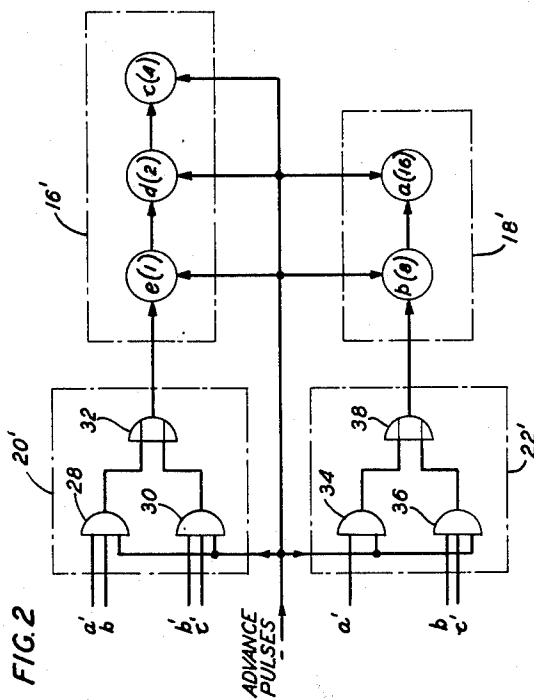 FIG. 2
20'
16'
28
32
a'
b
e(1)
d(2)
c(4)
30
b'
c'
ADVANCE
PULSES
34
38
a'
b(8)
a(16)
36
b
c'
22'
18'